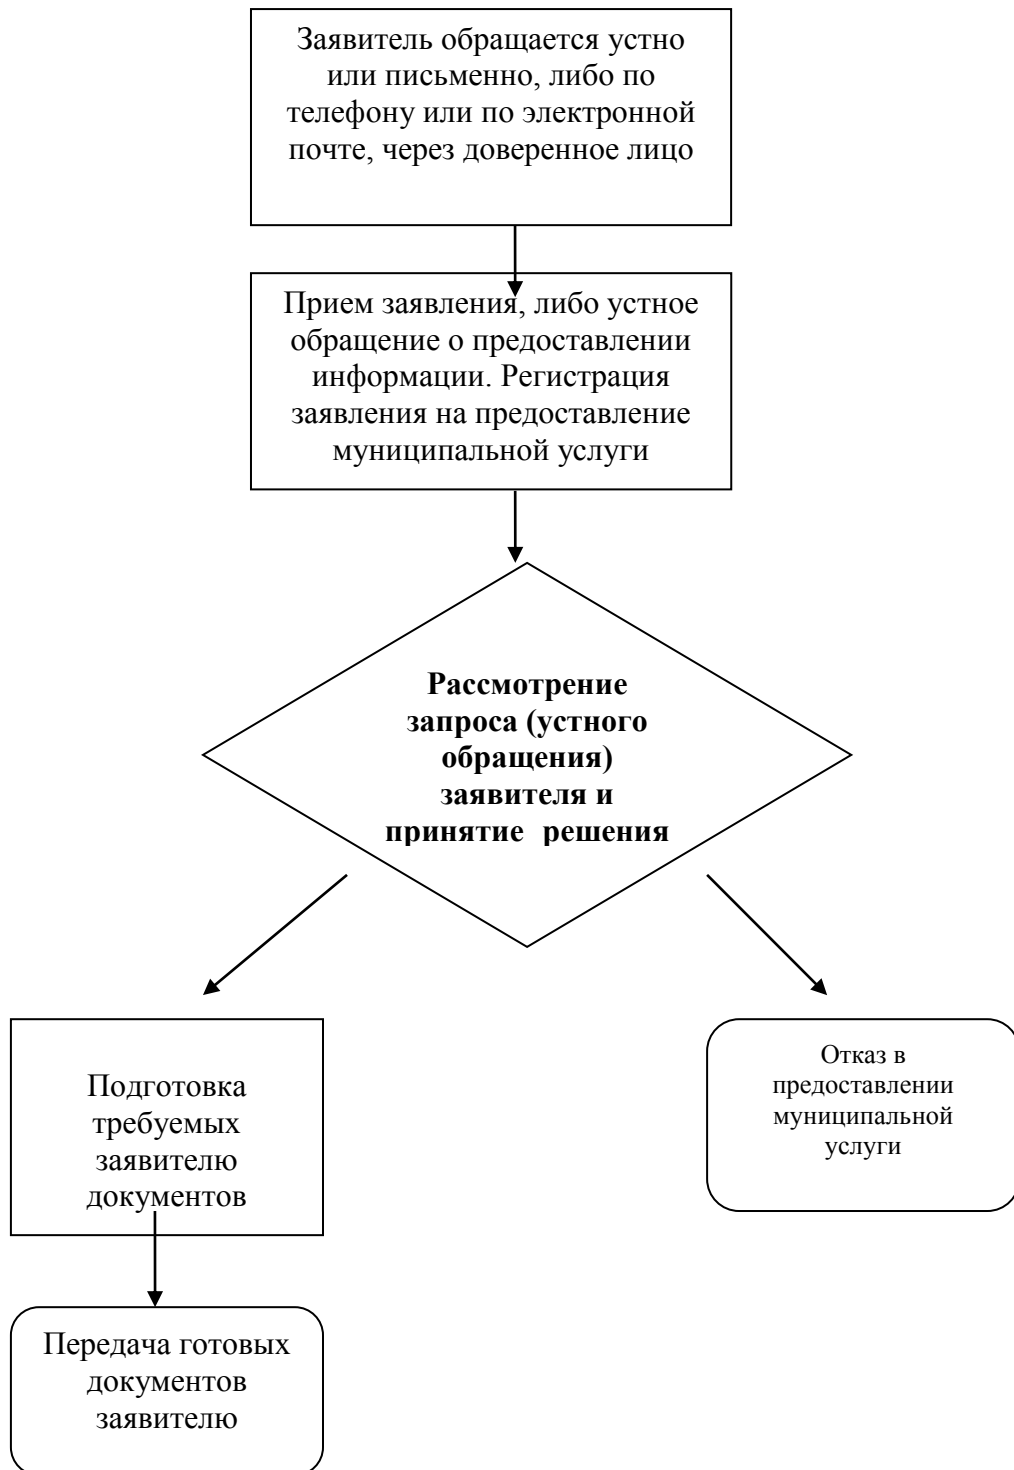 Заявитель обращается устно
или письменно, либо по
телефону или по электронной
почте, через доверенное лицо
Прием заявления, либо устное
обращение о предоставлении
информации. Регистрация
заявления на предоставление
муниципальной услуги
Рассмотрение
запроса (устного
обращения)
заявителя и
принятие решения
Подготовка
требуемых
заявителю
документов
Отказ в
предоставлении
муниципальной
услуги
Передача готовых
документов
заявителю